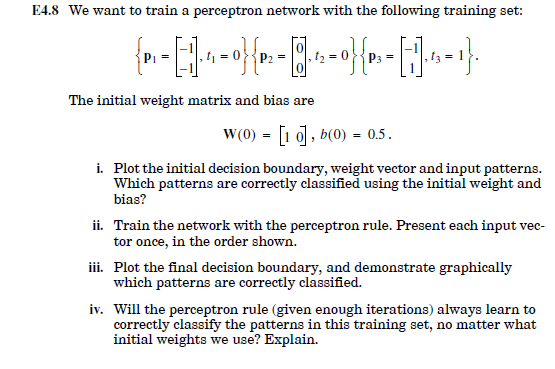 E4.8 We want to train a perceptron network with the following training set:
{p₁ = [−1 −1], t₁ = 0} {p₂ = [0 0], t₂ = 0} {p₃ = [−1 1], t₃ = 1}.
The initial weight matrix and bias are
W(0) = [1 0], b(0) = 0.5.
i. Plot the initial decision boundary, weight vector and input patterns.
Which patterns are correctly classified using the initial weight and
bias?
ii. Train the network with the perceptron rule. Present each input vec-
tor once, in the order shown.
iii. Plot the final decision boundary, and demonstrate graphically
which patterns are correctly classified.
iv. Will the perceptron rule (given enough iterations) always learn to
correctly classify the patterns in this training set, no matter what
initial weights we use? Explain.